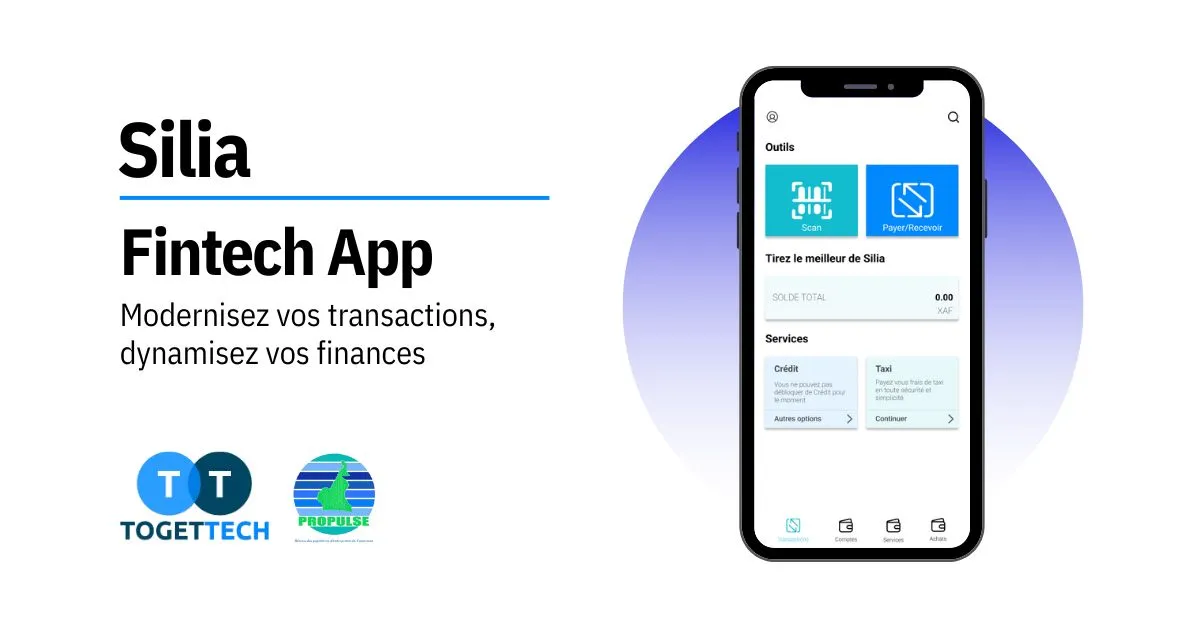 Silia
Fintech App
Modernisez vos transactions,
dynamisez vos finances
T T
TOGETTECH
PROPULSE
Outils
Scan
Payer/Recevoir
Tirez le meilleur de Silia
SOLDE TOTAL
0.00
XAF
Services
Crédit
Vous ne pouvez pas
débloquer de Crédit pour
le moment
Autres options
Taxi
Payez vous frais de taxi
en toute sécurité et
simplicité
Continuer
Transactions
Comptes
Services
Achats